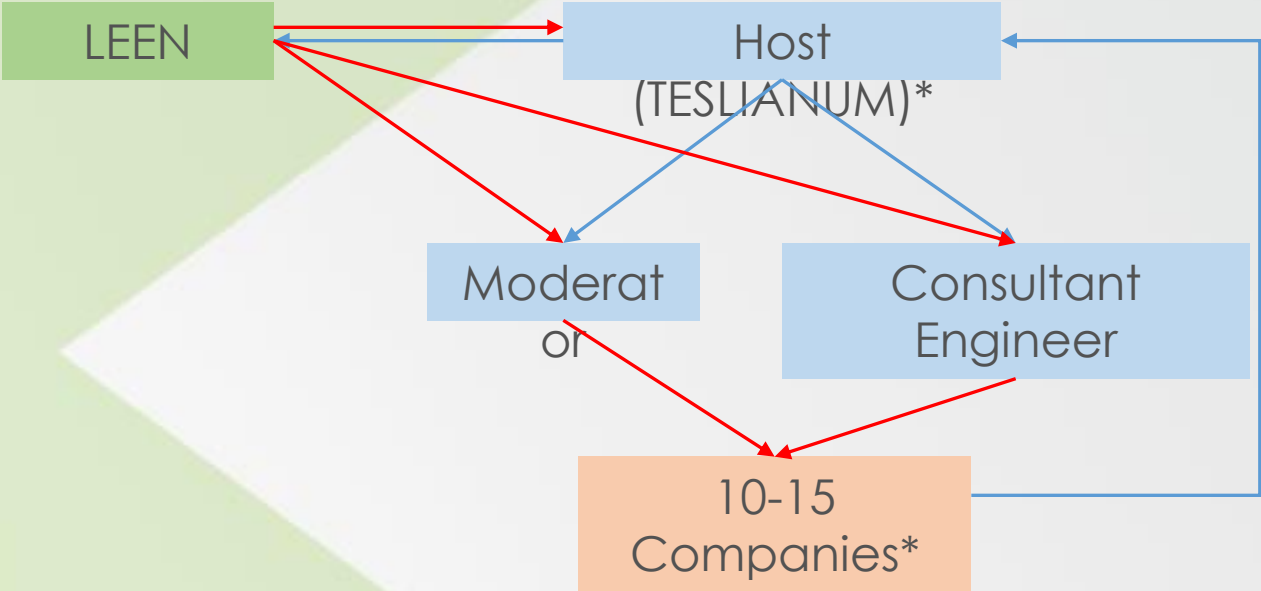 LEEN
Host
(TESLIANUM)*
Moderat
or
Consultant
Engineer
10-15
Companies*